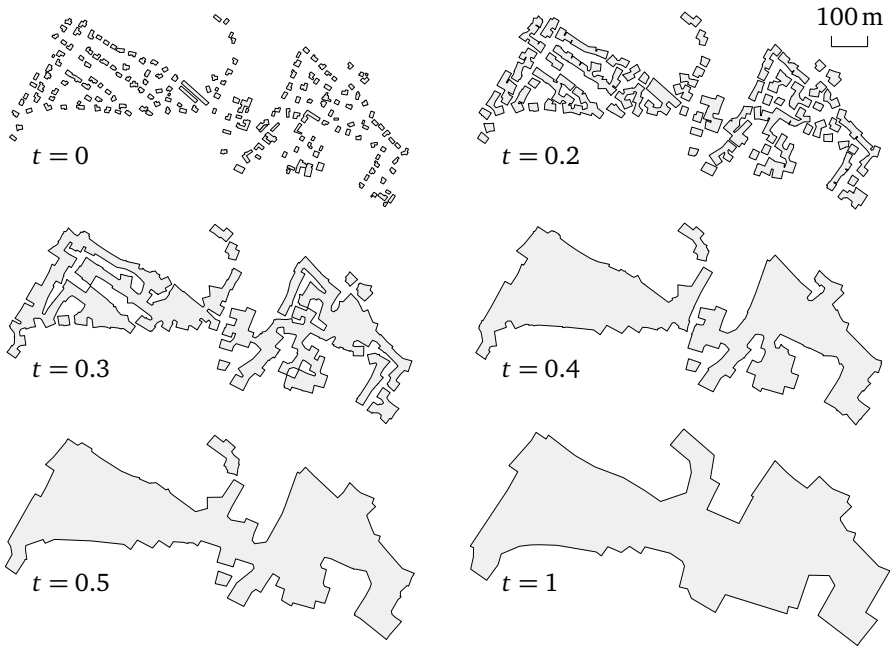 100 m
t = 0
t = 0.2
t = 0.3
t = 0.4
t = 0.5
t = 1